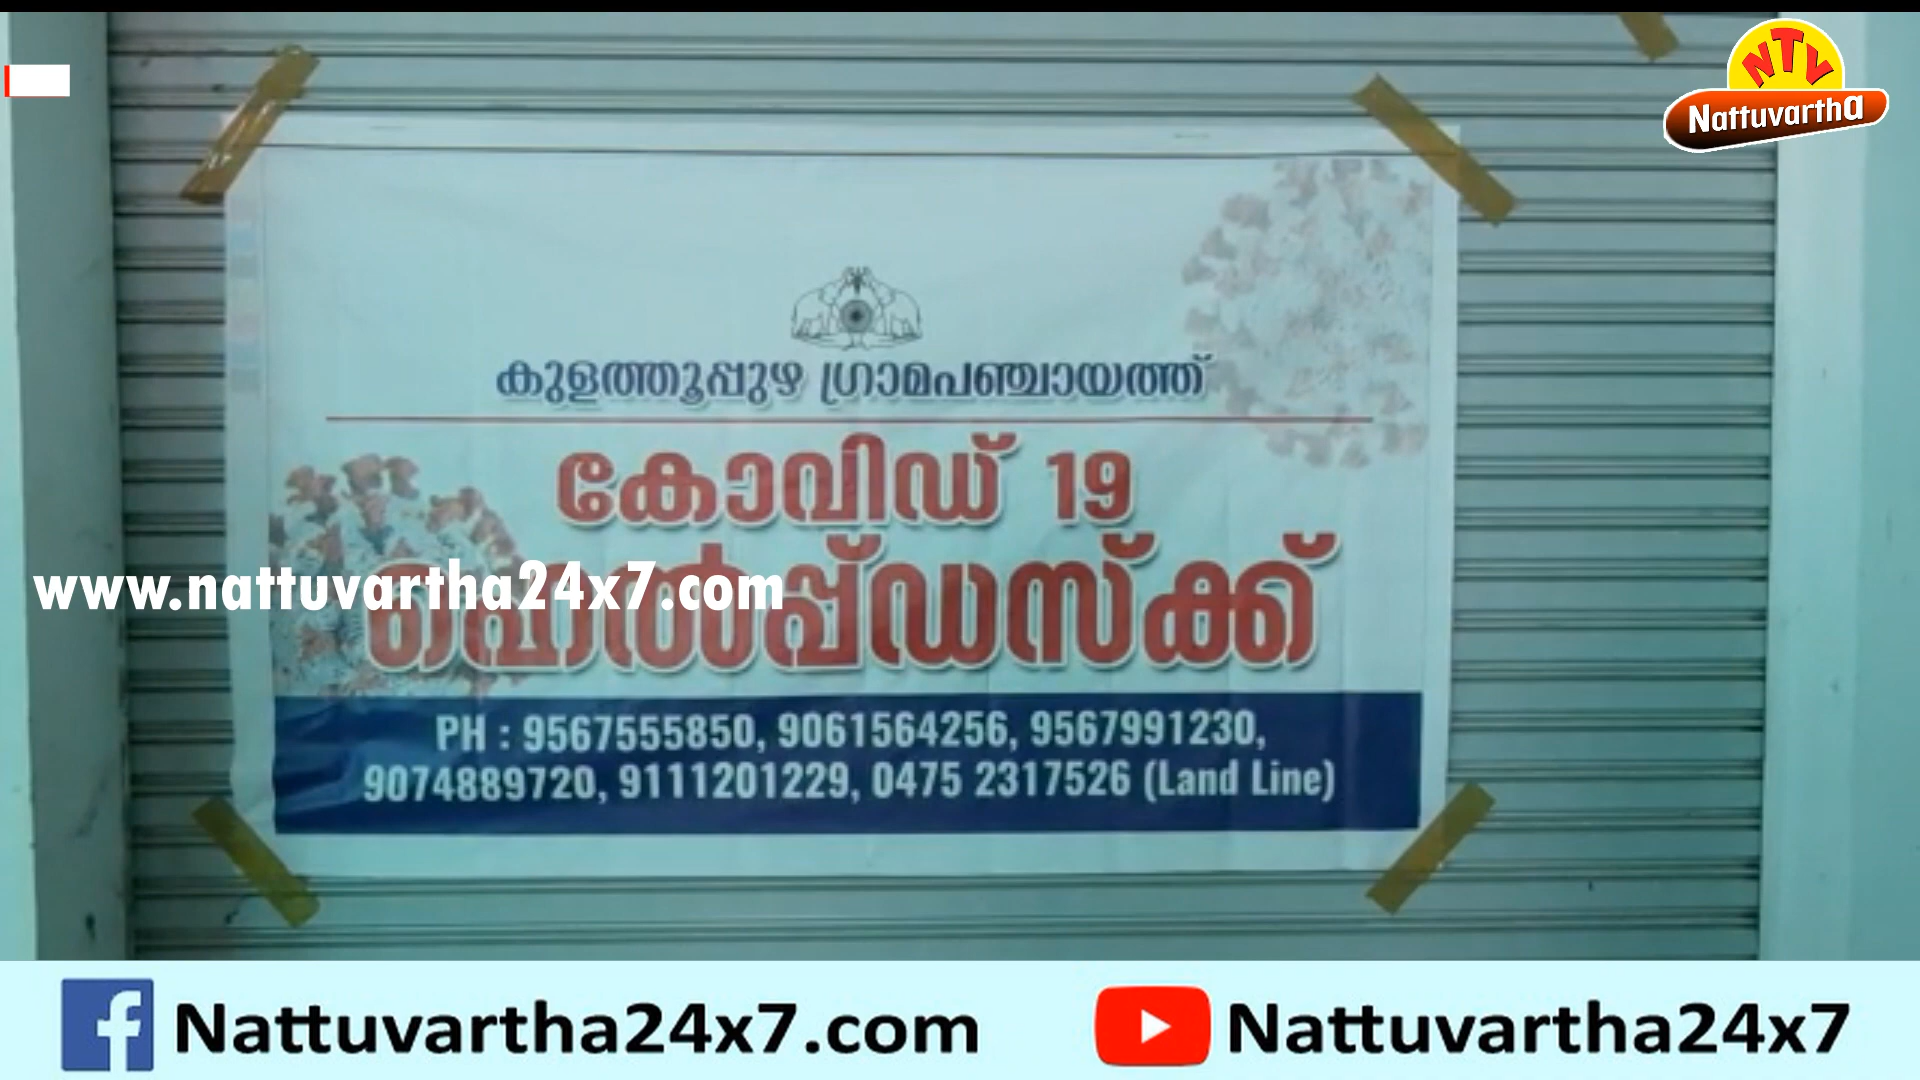 NTV
Nattuvartha
കുളത്തൂപ്പുഴ ഗ്രാമപഞ്ചായത്ത്
കോവിഡ് 19
ഹെൽപ്പ്ഡസ്ക്ക്
www.nattuvartha24x7.com
PH : 9567555850, 9061564256, 9567991230,
9074889720, 9111201229, 0475 2317526 (Land Line)
Nattuvartha24x7.com
Nattuvartha24x7